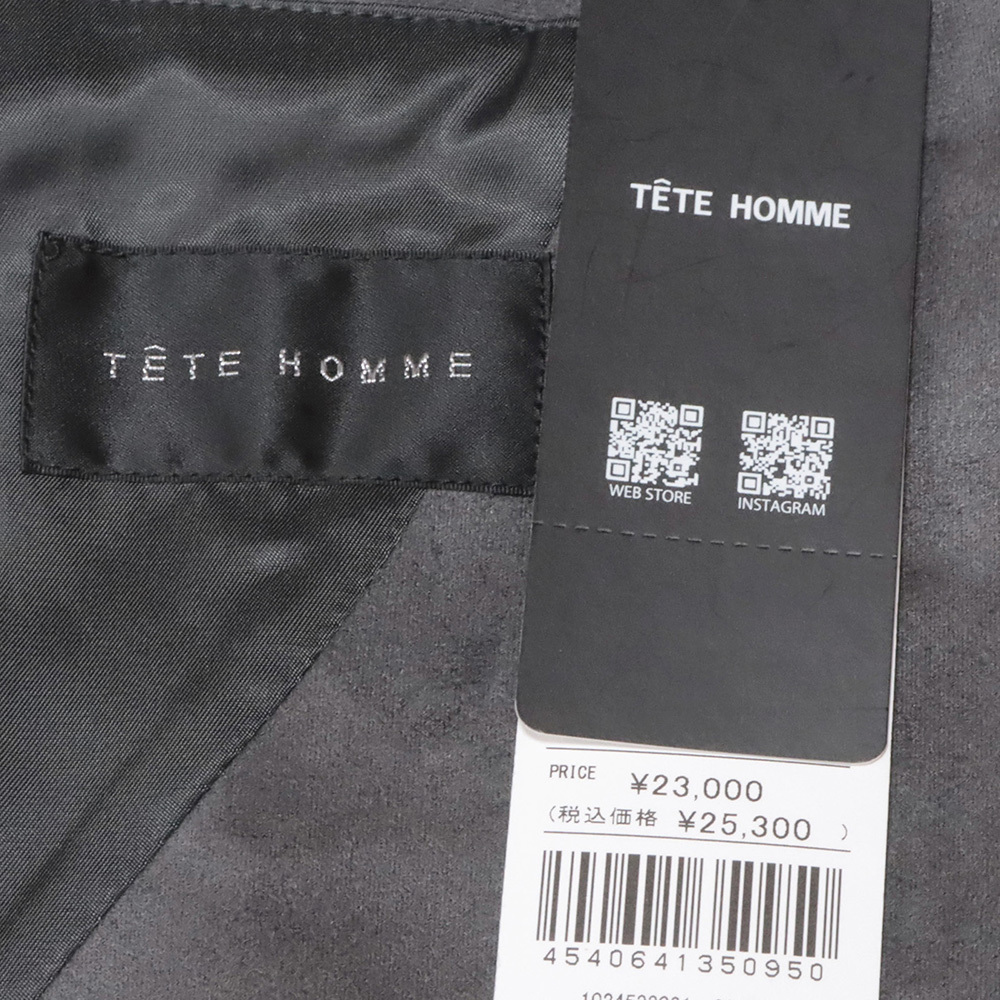 TÊTE HOMME
TÊTE HOMME
WEB STORE
INSTAGRAM
PRICE ¥23,000
(税込価格 ¥25,300 )
4540641350950